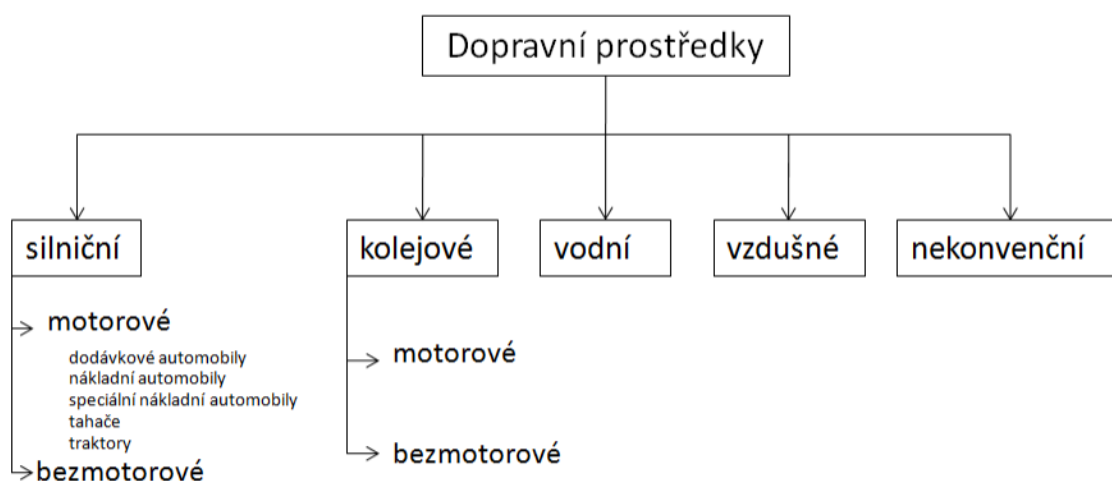 Dopravní prostředky
silniční
kolejové
vodní
vzdušné
nekonvenční
motorové
dodávkové automobily
nákladní automobily
speciální nákladní automobily
tahače
traktory
bezmotorové
motorové
bezmotorové